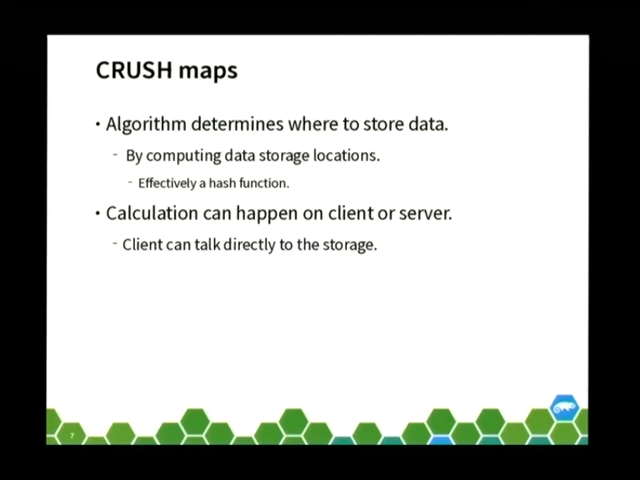 CRUSH maps
• Algorithm determines where to store data.
- By computing data storage locations.
- Effectively a hash function.
• Calculation can happen on client or server.
- Client can talk directly to the storage.
7